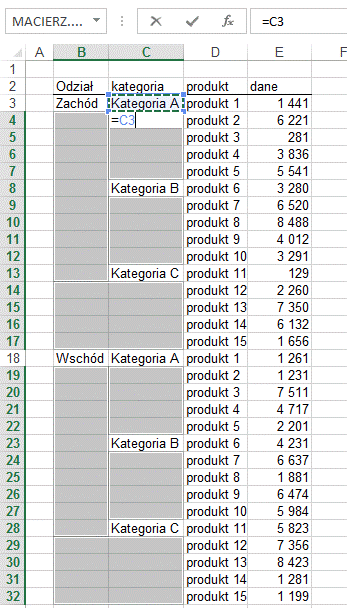 MACIERZ.... =C3
A B C D E F
1
2 Odział kategoria produkt dane
3 Zachód Kategoria A produkt 1 1 441
4 =C3 produkt 2 6 221
5 produkt 3 281
6 produkt 4 3 836
7 produkt 5 5 541
8 Kategoria B produkt 6 3 280
9 produkt 7 6 520
10 produkt 8 8 488
11 produkt 9 4 012
12 produkt 10 3 291
13 Kategoria C produkt 11 129
14 produkt 12 2 260
15 produkt 13 7 350
16 produkt 14 6 132
17 produkt 15 1 656
18 Wschód Kategoria A produkt 1 1 261
19 produkt 2 1 231
20 produkt 3 7 511
21 produkt 4 4 717
22 produkt 5 2 201
23 Kategoria B produkt 6 4 231
24 produkt 7 6 637
25 produkt 8 1 881
26 produkt 9 6 474
27 produkt 10 5 984
28 Kategoria C produkt 11 5 823
29 produkt 12 7 356
30 produkt 13 8 423
31 produkt 14 1 281
32 produkt 15 1 199